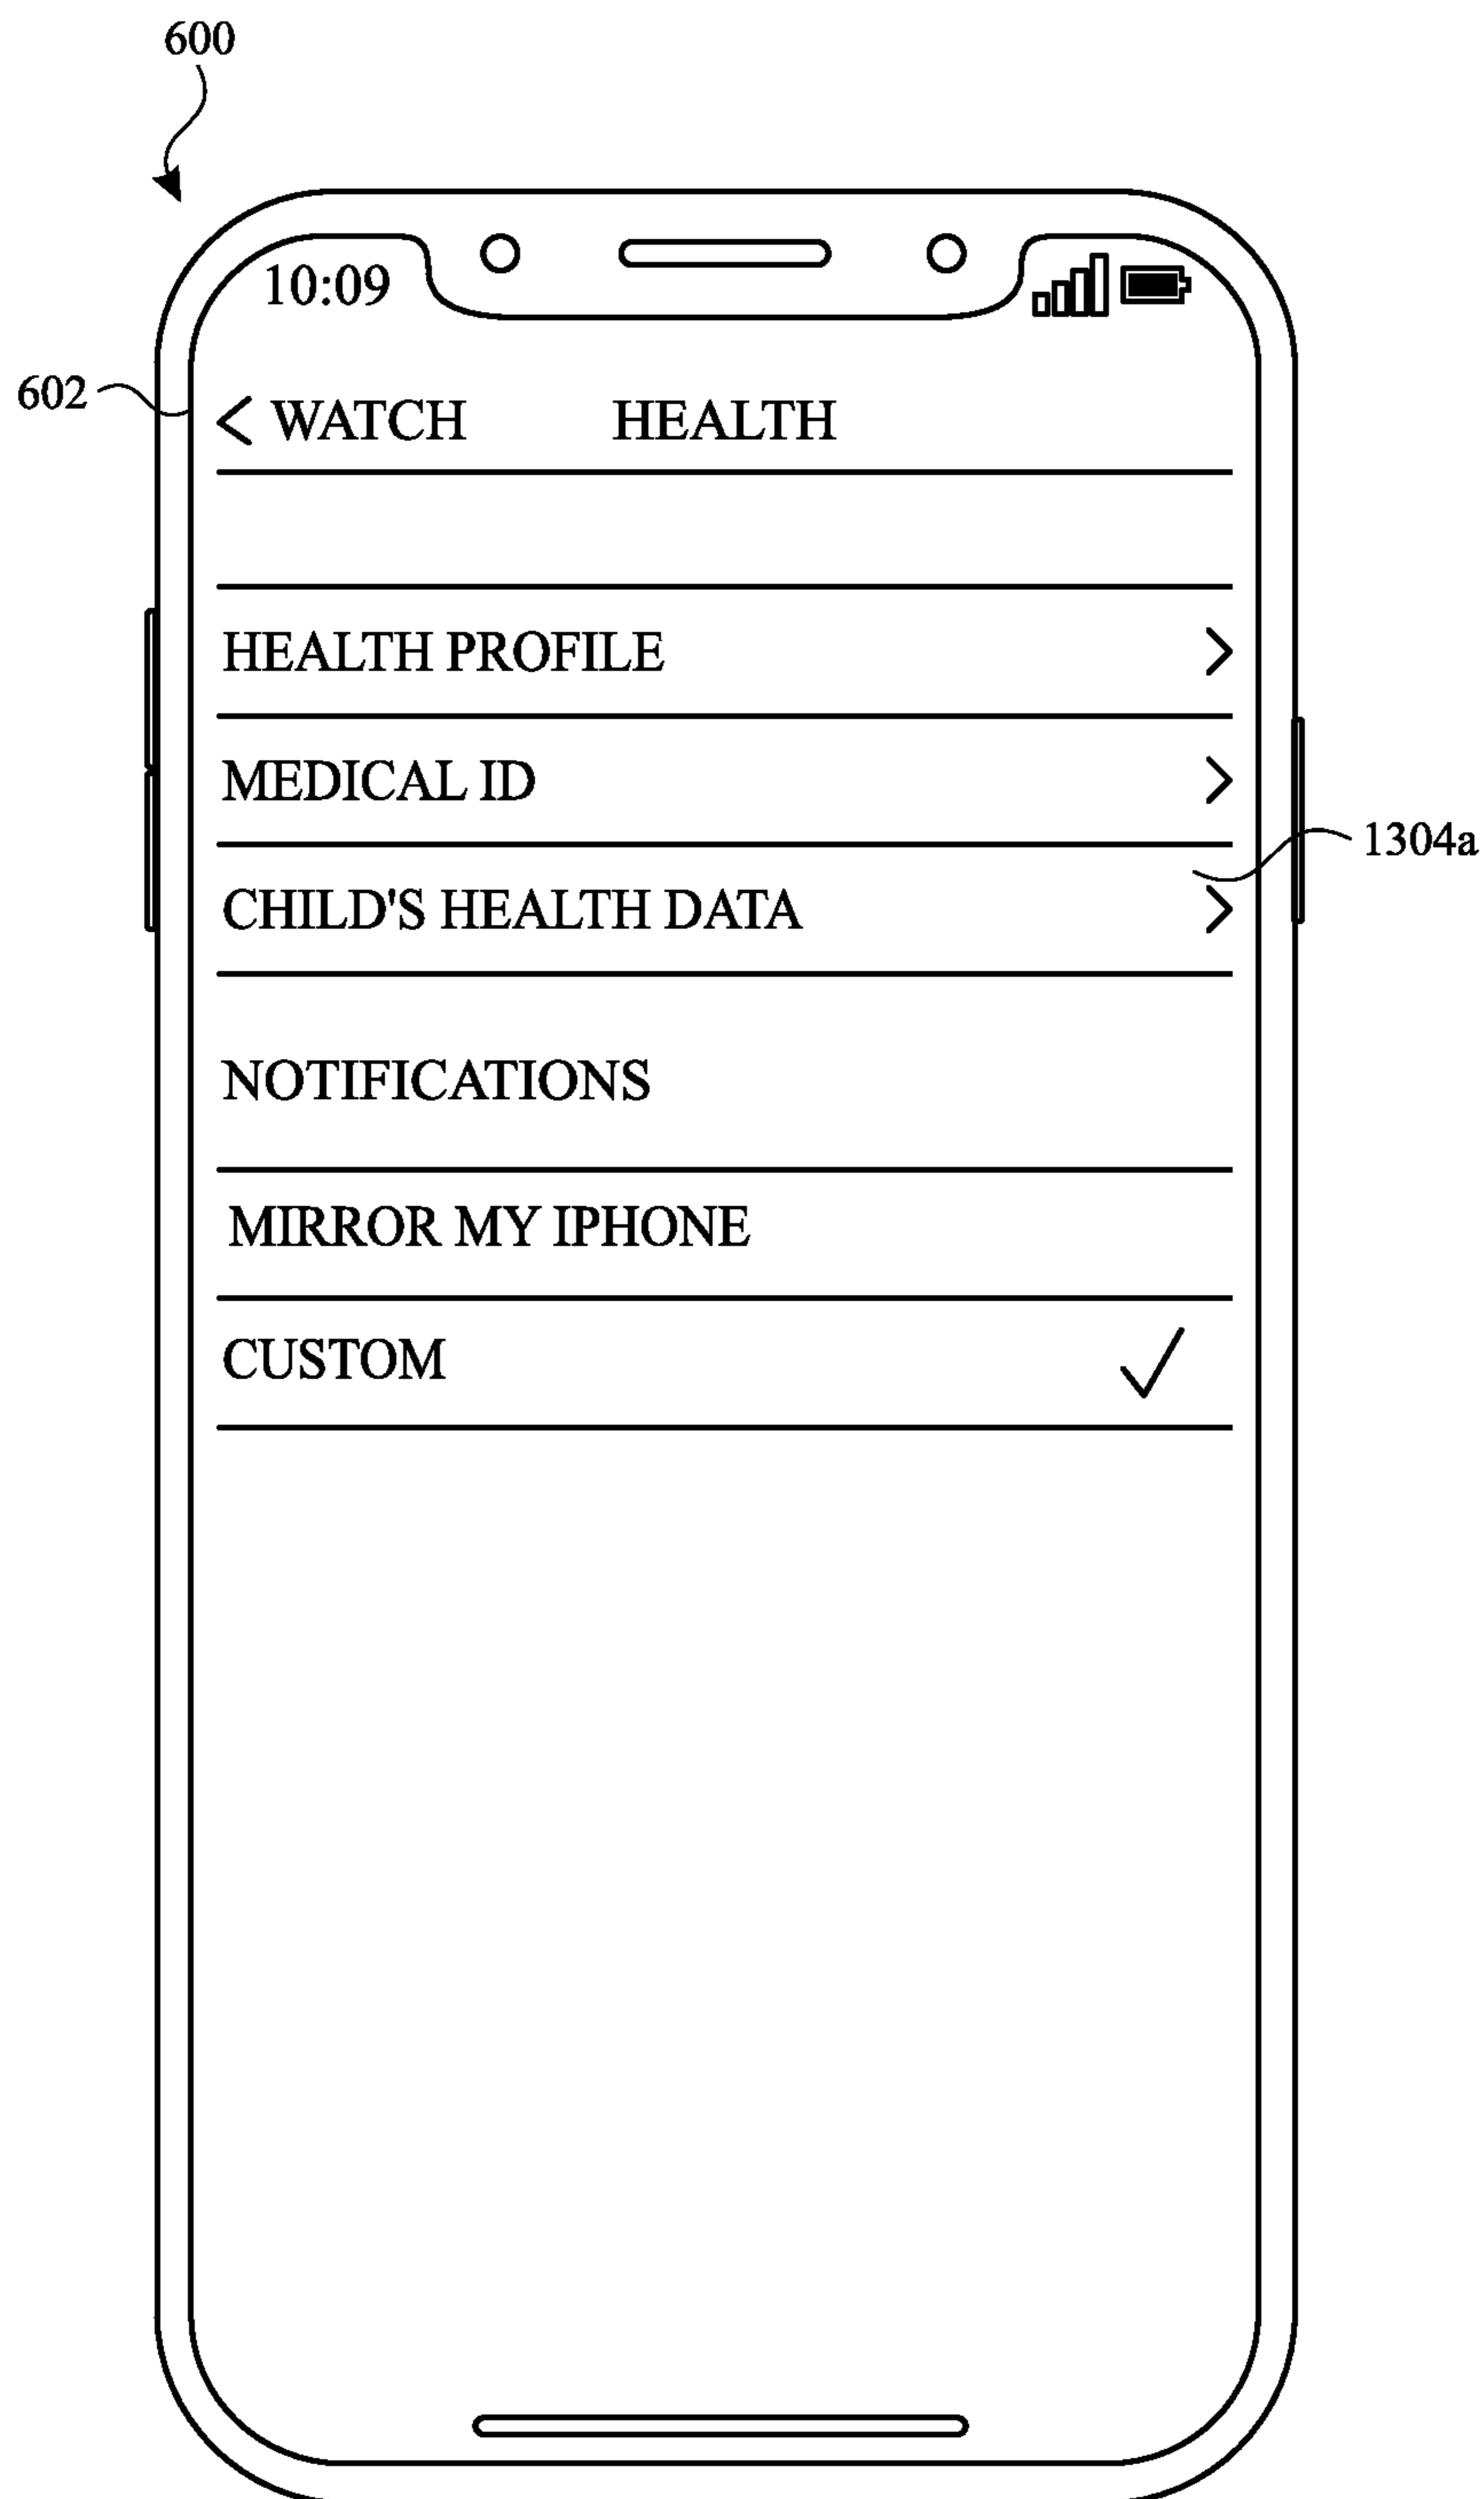 600
10:09
602
< WATCH HEALTH
HEALTH PROFILE >
MEDICAL ID >
1304a
CHILD'S HEALTH DATA >
NOTIFICATIONS
MIRROR MY IPHONE
CUSTOM ✓